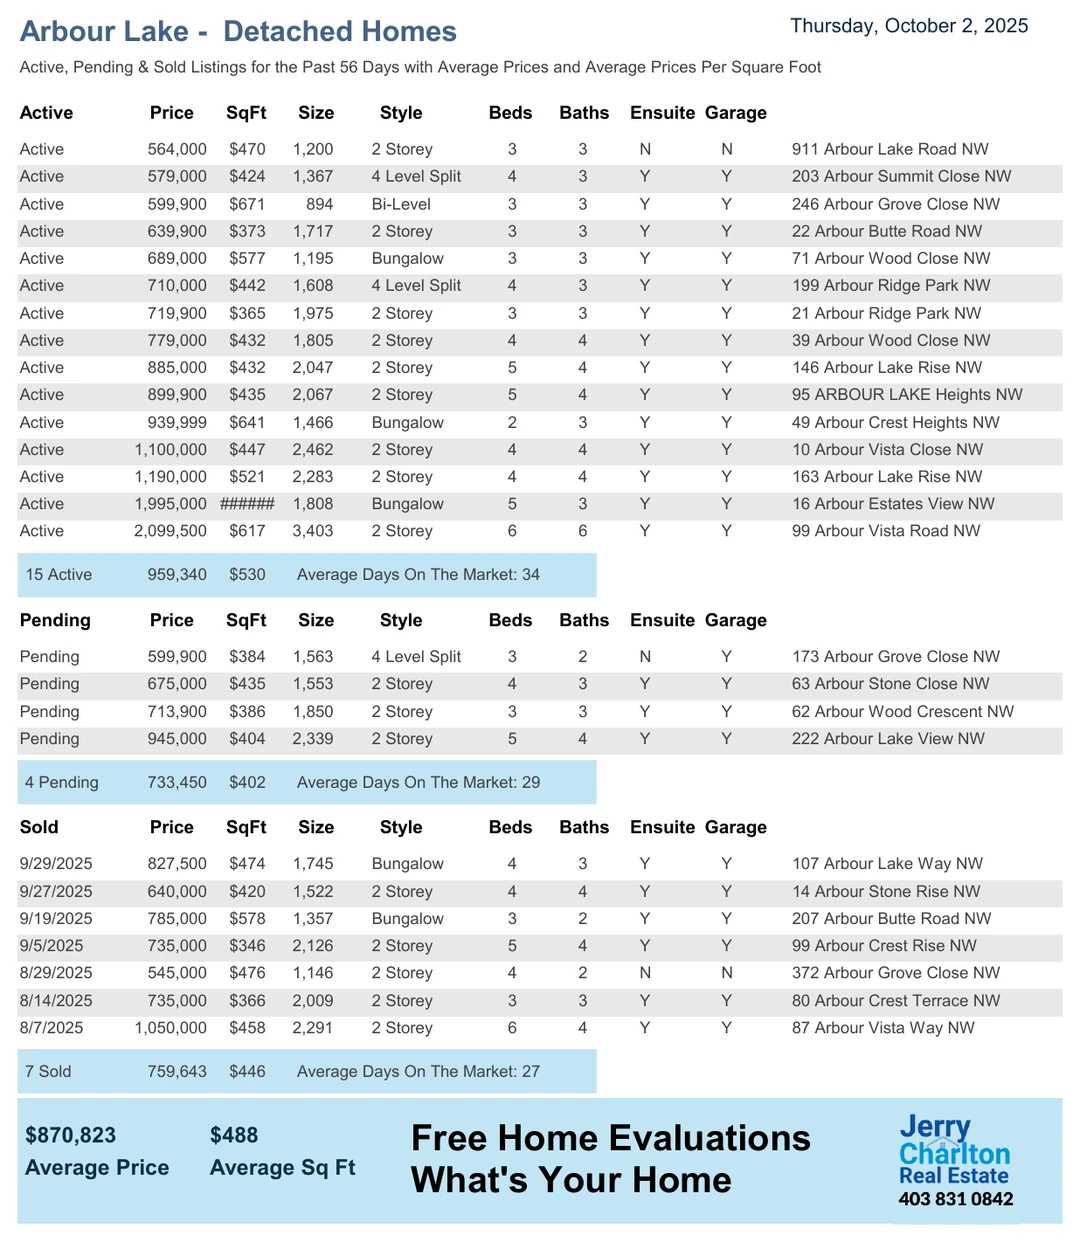 Arbour Lake - Detached Homes
Thursday, October 2, 2025
Active, Pending & Sold Listings for the Past 56 Days with Average Prices and Average Prices Per Square Foot
Active Price SqFt Size Style Beds Baths Ensuite Garage
Active 564,000 $470 1,200 2 Storey 3 3 N N 911 Arbour Lake Road NW
Active 579,000 $424 1,367 4 Level Split 4 3 Y Y 203 Arbour Summit Close NW
Active 599,900 $671 894 Bi-Level 3 3 Y Y 246 Arbour Grove Close NW
Active 639,900 $373 1,717 2 Storey 3 3 Y Y 22 Arbour Butte Road NW
Active 689,000 $577 1,195 Bungalow 3 3 Y Y 71 Arbour Wood Close NW
Active 710,000 $442 1,608 4 Level Split 4 3 Y Y 199 Arbour Ridge Park NW
Active 719,900 $365 1,975 2 Storey 3 3 Y Y 21 Arbour Ridge Park NW
Active 779,000 $432 1,805 2 Storey 4 4 Y Y 39 Arbour Wood Close NW
Active 885,000 $432 2,047 2 Storey 5 4 Y Y 146 Arbour Lake Rise NW
Active 899,900 $435 2,067 2 Storey 5 4 Y Y 95 ARBOUR LAKE Heights NW
Active 939,999 $641 1,466 Bungalow 2 3 Y Y 49 Arbour Crest Heights NW
Active 1,100,000 $447 2,462 2 Storey 4 4 Y Y 10 Arbour Vista Close NW
Active 1,190,000 $521 2,283 2 Storey 4 4 Y Y 163 Arbour Lake Rise NW
Active 1,995,000 ###### 1,808 Bungalow 5 3 Y Y 16 Arbour Estates View NW
Active 2,099,500 $617 3,403 2 Storey 6 6 Y Y 99 Arbour Vista Road NW
15 Active 959,340 $530 Average Days On The Market: 34
Pending Price SqFt Size Style Beds Baths Ensuite Garage
Pending 599,900 $384 1,563 4 Level Split 3 2 N Y 173 Arbour Grove Close NW
Pending 675,000 $435 1,553 2 Storey 4 3 Y Y 63 Arbour Stone Close NW
Pending 713,900 $386 1,850 2 Storey 3 3 Y Y 62 Arbour Wood Crescent NW
Pending 945,000 $404 2,339 2 Storey 5 4 Y Y 222 Arbour Lake View NW
4 Pending 733,450 $402 Average Days On The Market: 29
Sold Price SqFt Size Style Beds Baths Ensuite Garage
9/29/2025 827,500 $474 1,745 Bungalow 4 3 Y Y 107 Arbour Lake Way NW
9/27/2025 640,000 $420 1,522 2 Storey 4 4 Y Y 14 Arbour Stone Rise NW
9/19/2025 785,000 $578 1,357 Bungalow 3 2 Y Y 207 Arbour Butte Road NW
9/5/2025 735,000 $346 2,126 2 Storey 5 4 Y Y 99 Arbour Crest Rise NW
8/29/2025 545,000 $476 1,146 2 Storey 4 2 N N 372 Arbour Grove Close NW
8/14/2025 735,000 $366 2,009 2 Storey 3 3 Y Y 80 Arbour Crest Terrace NW
8/7/2025 1,050,000 $458 2,291 2 Storey 6 4 Y Y 87 Arbour Vista Way NW
7 Sold 759,643 $446 Average Days On The Market: 27
$870,823 $488
Average Price Average Sq Ft
Free Home Evaluations
What's Your Home
Jerry
Charlton
Real Estate
403 831 0842